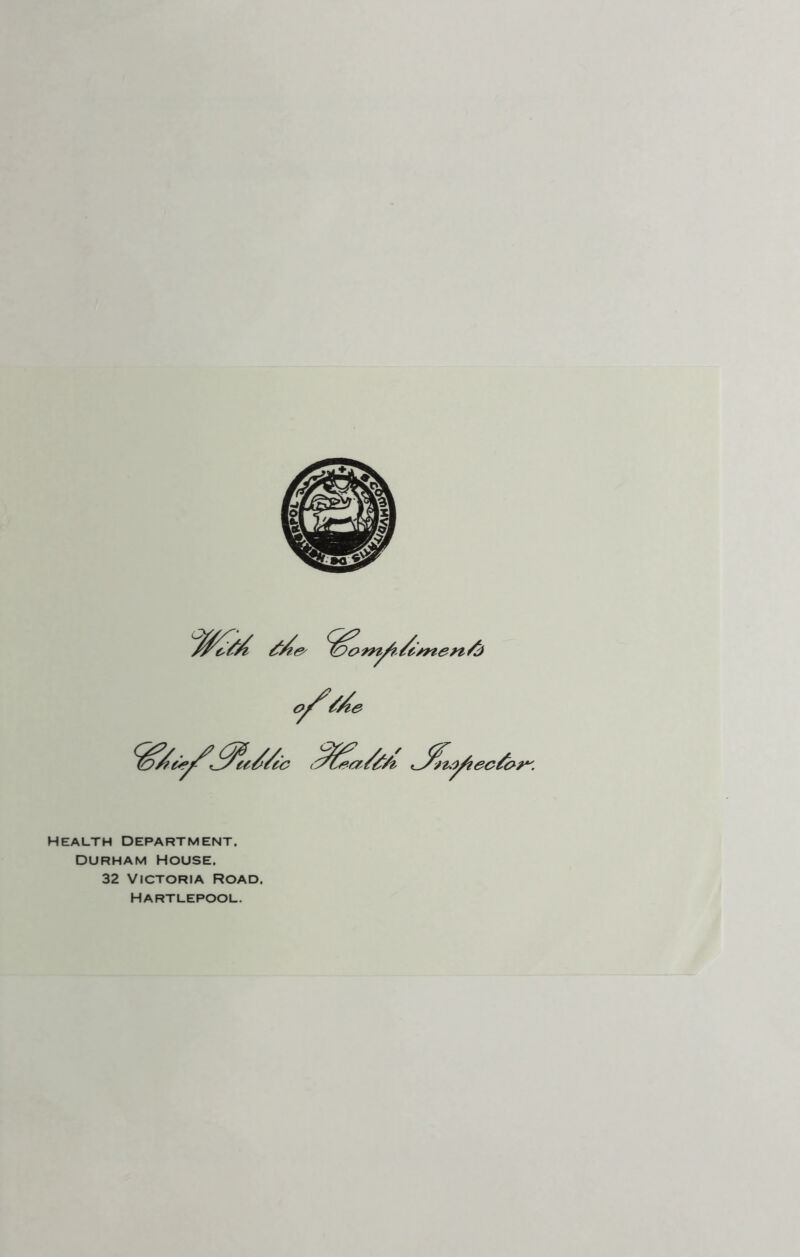 With the Compliments
of the
Chief Public Health Inspector.
HEALTH DEPARTMENT,
DURHAM HOUSE,
32 VICTORIA ROAD,
HARTLEPOOL.